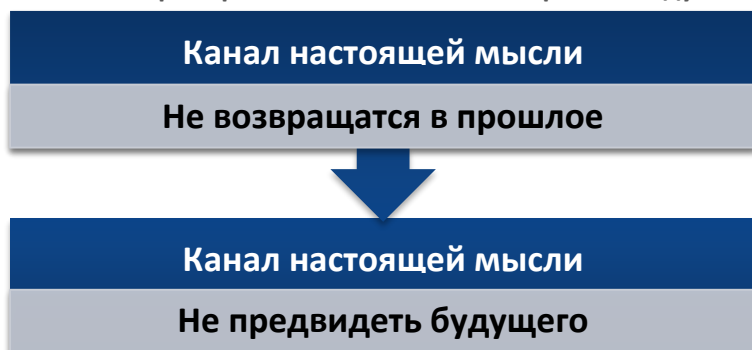 Канал настоящей мысли
Не возвращатся в прошлое
Канал настоящей мысли
Не предвидеть будущего